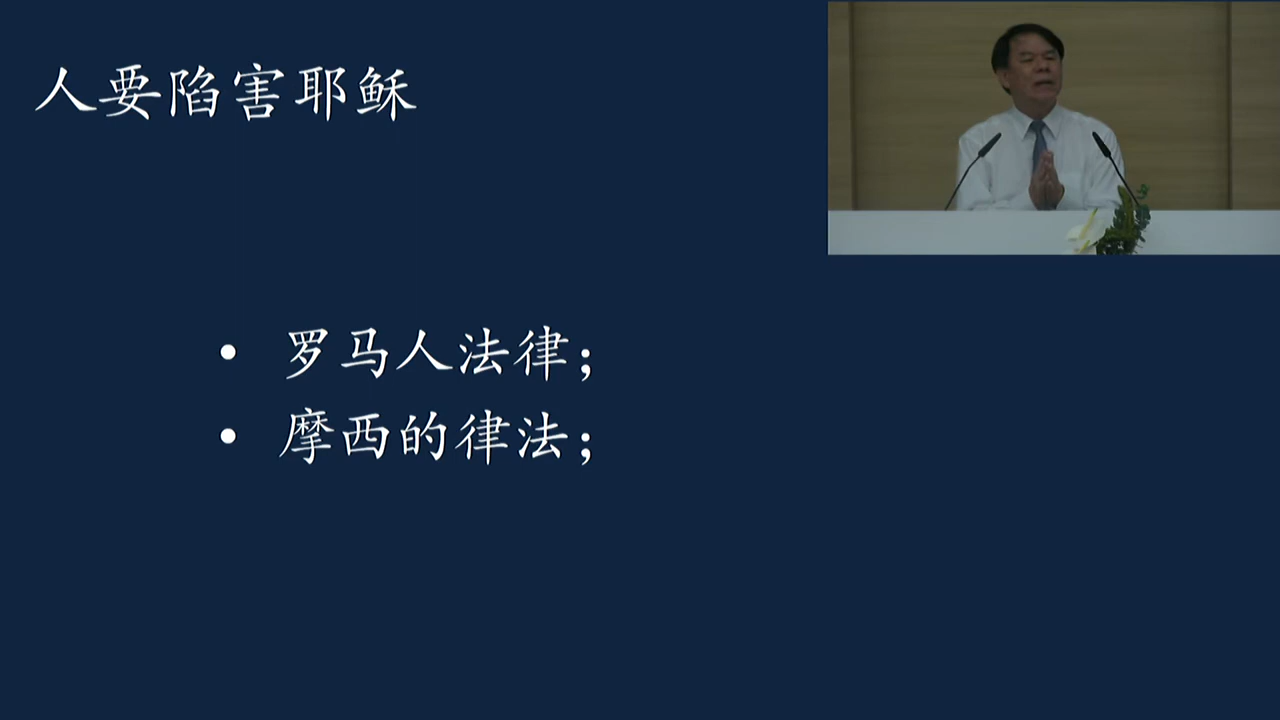 人要陷害耶稣
• 罗马人法律；
• 摩西的律法；